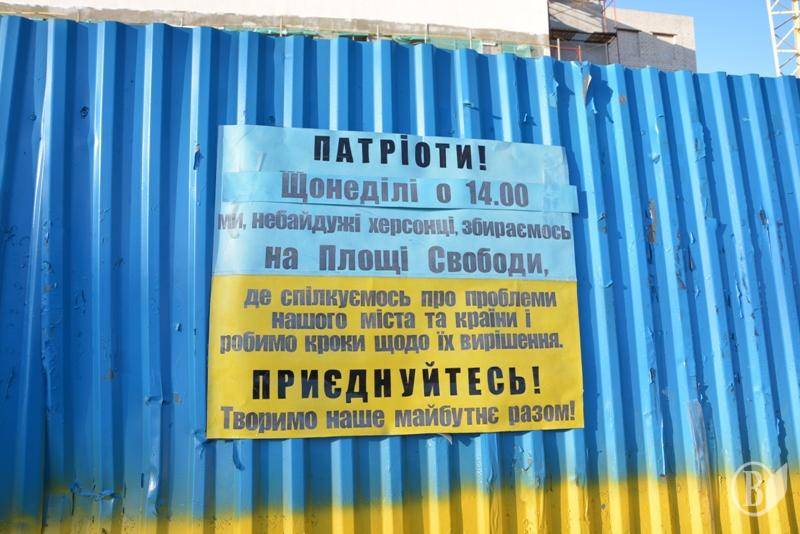 ПАТРІОТИ!
Щонеділі о 14.00
ми, небайдужі херсонці, збираємось
на Площі Свободи,
де спілкуємось про проблеми
нашого міста та країни і
робимо кроки щодо їх вирішення.
ПРИЄДНУЙТЕСЬ!
Творимо наше майбутнє разом!
В